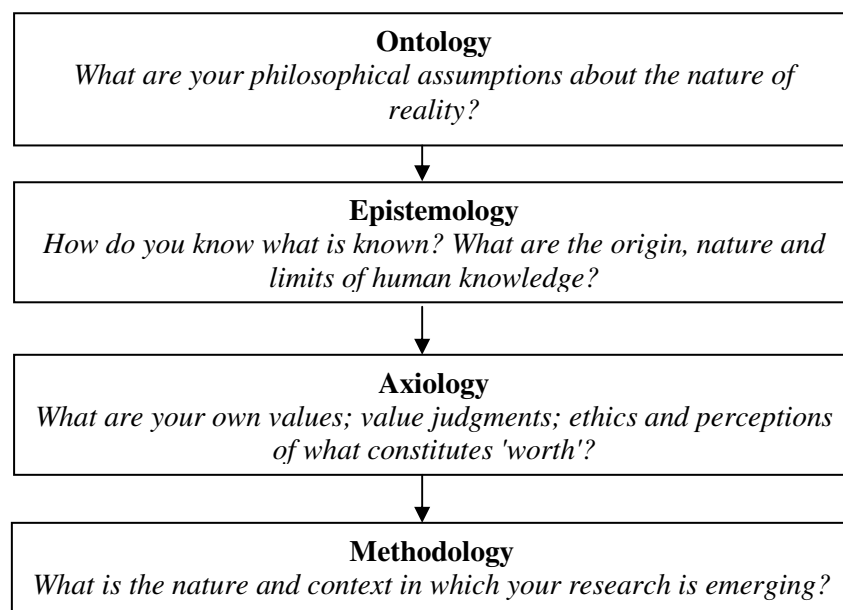 Ontology
What are your philosophical assumptions about the nature of
reality?
Epistemology
How do you know what is known? What are the origin, nature and
limits of human knowledge?
Axiology
What are your own values; value judgments; ethics and perceptions
of what constitutes 'worth'?
Methodology
What is the nature and context in which your research is emerging?